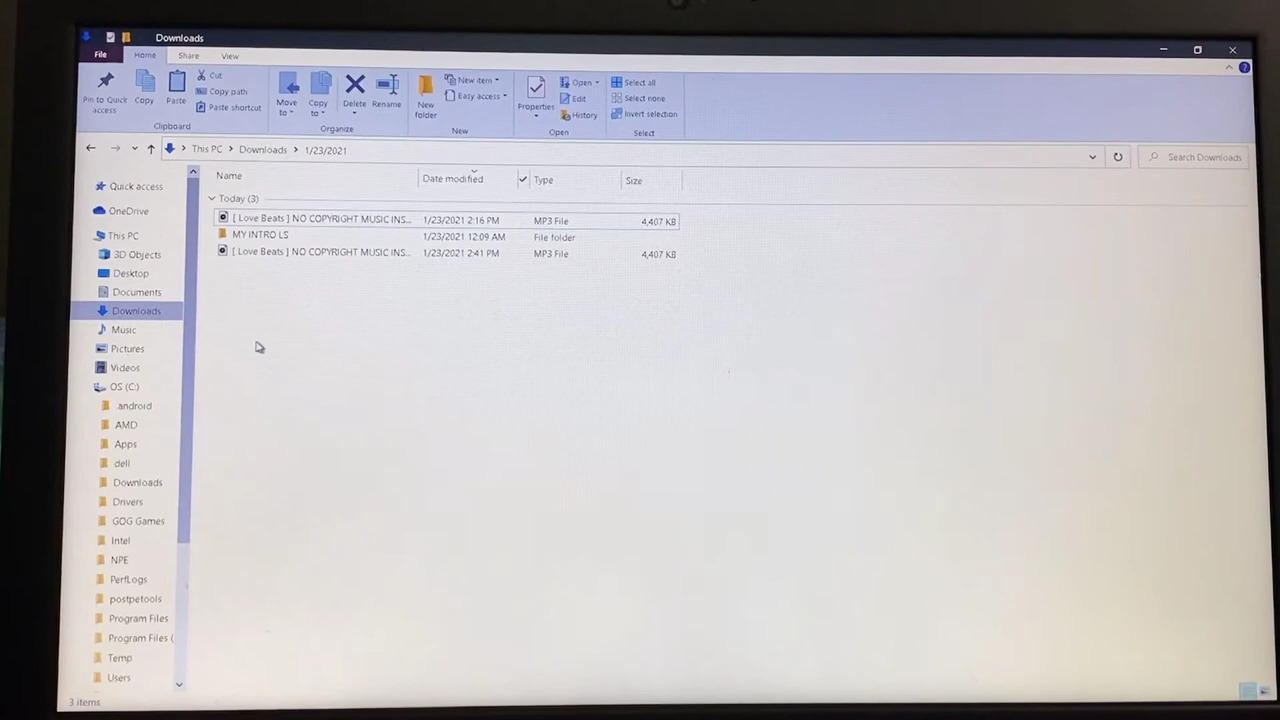 Downloads
File Home Share View
Pin to Quick access
Copy
Paste
Cut
Copy path
Paste shortcut
Clipboard
Move to
Copy to
Delete
Rename
Organize
New folder
New item
Easy access
New
Properties
Open
Edit
History
Open
Select all
Select none
Invert selection
Select
This PC > Downloads > 1/23/2021
Search Downloads
Name Date modified Type Size
Today (3)
[ Love Beats ] NO COPYRIGHT MUSIC INS... 1/23/2021 2:16 PM MP3 File 4,407 KB
MY INTRO LS 1/23/2021 12:09 AM File folder
[ Love Beats ] NO COPYRIGHT MUSIC INS... 1/23/2021 2:41 PM MP3 File 4,407 KB
Quick access
OneDrive
This PC
3D Objects
Desktop
Documents
Downloads
Music
Pictures
Videos
OS (C:)
.android
AMD
Apps
dell
Downloads
Drivers
GOG Games
Intel
NPE
PerfLogs
postpetools
Program Files
Program Files (
Temp
Users
3 items